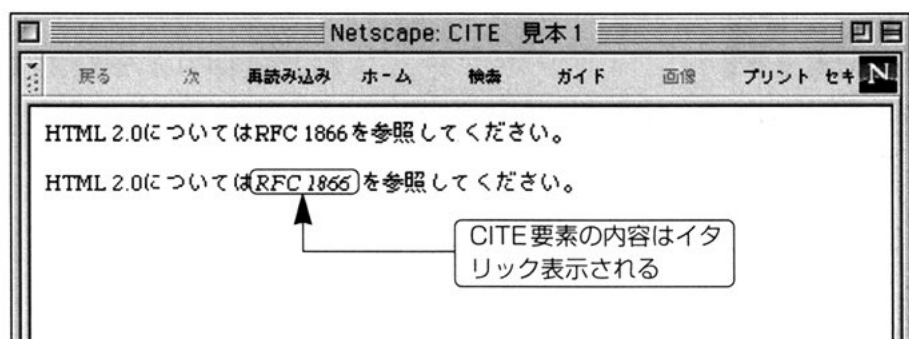 Netscape: CITE 見本1
戻る 次 再読み込み ホーム 検索 ガイド 画像 プリント セキ N
HTML 2.0についてはRFC 1866を参照してください。
HTML 2.0についてはRFC 1866を参照してください。
CITE要素の内容はイタ
リック表示される